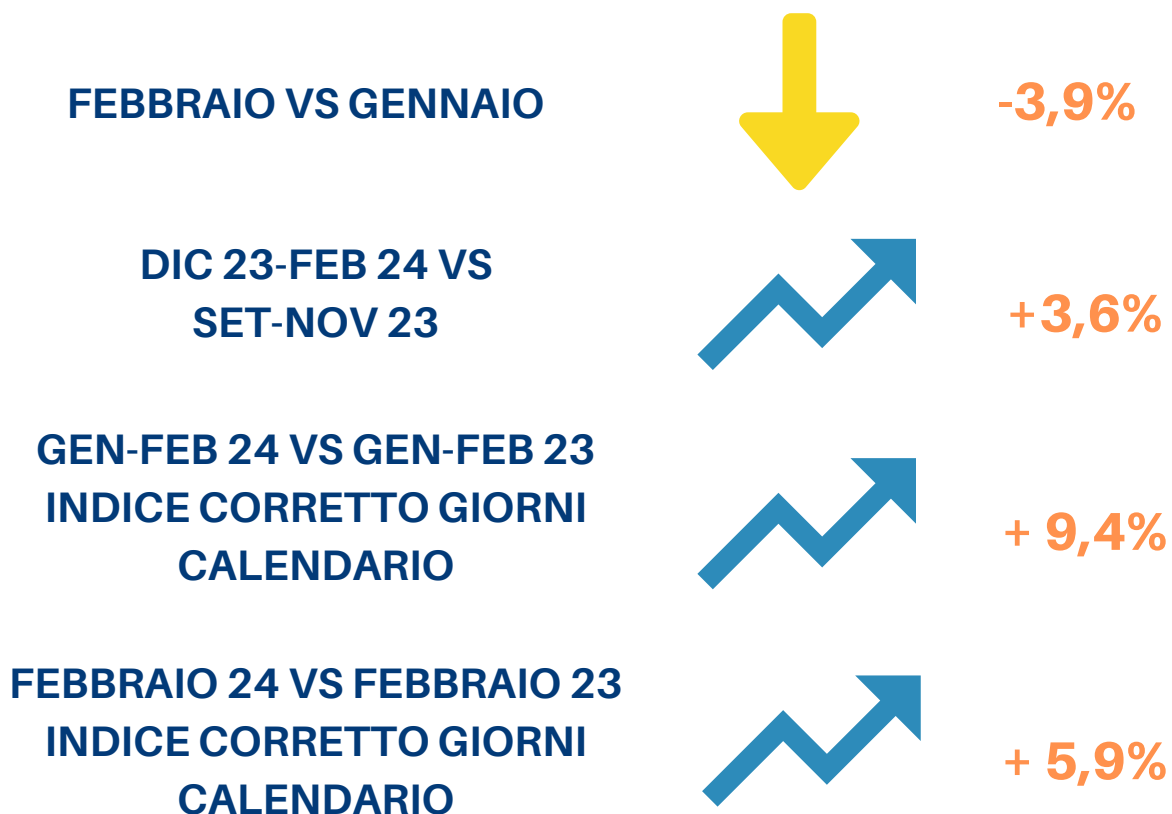 FEBBRAIO VS GENNAIO
-3,9%
DIC 23-FEB 24 VS
SET-NOV 23
+3,6%
GEN-FEB 24 VS GEN-FEB 23
INDICE CORRETTO GIORNI
CALENDARIO
+ 9,4%
FEBBRAIO 24 VS FEBBRAIO 23
INDICE CORRETTO GIORNI
CALENDARIO
+ 5,9%